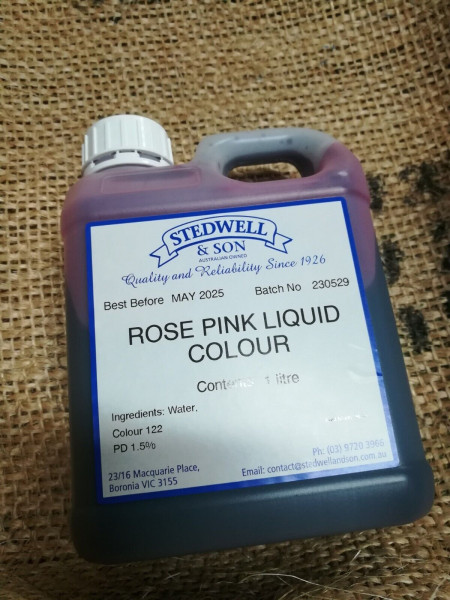 STEDWELL
& SON
AUSTRALIAN OWNED
Quality and Reliability Since 1926
Best Before MAY 2025 Batch No 230529
ROSE PINK LIQUID
COLOUR
1 litre
Ingredients: Water,
Colour 122
PD 1.5%
23/16 Macquarie Place,
Boronia VIC 3155
Ph: (03) 9720 3966
Email: contact@stedwellandson.com.au